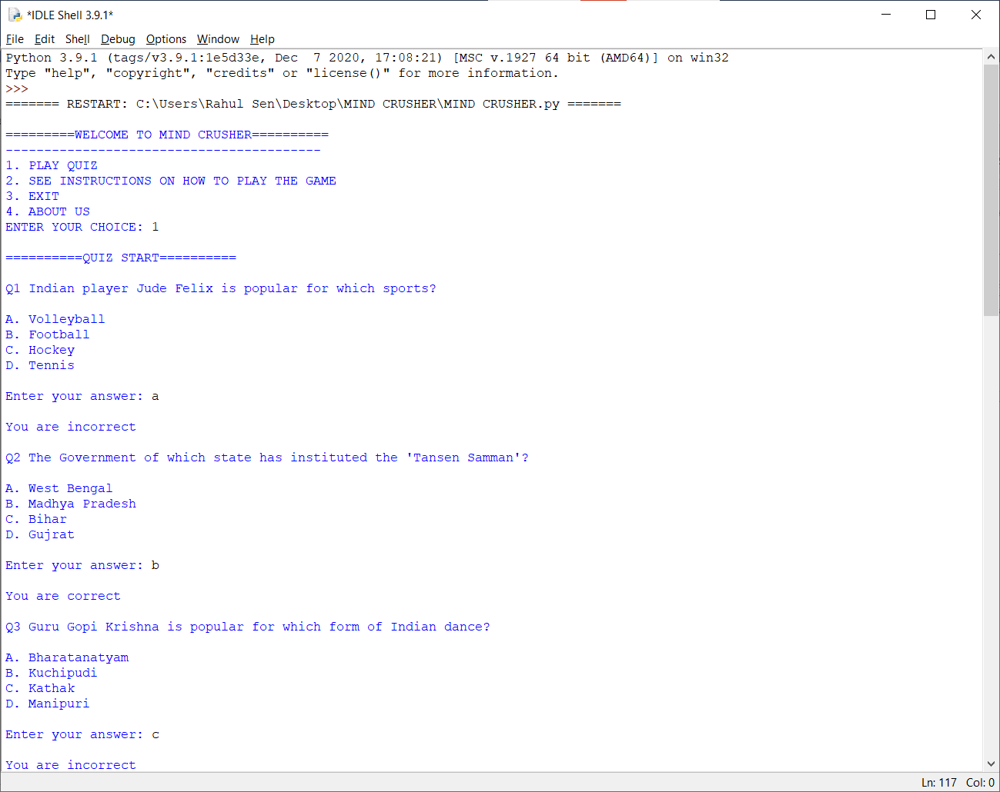 *IDLE Shell 3.9.1*
File Edit Shell Debug Options Window Help
Python 3.9.1 (tags/v3.9.1:1e5d33e, Dec  7 2020, 17:08:21) [MSC v.1927 64 bit (AMD64)] on win32
Type "help", "copyright", "credits" or "license()" for more information.
>>>
======= RESTART: C:\Users\Rahul Sen\Desktop\MIND CRUSHER\MIND CRUSHER.py =======
=========WELCOME TO MIND CRUSHER==========
-----------------------------------------
1. PLAY QUIZ
2. SEE INSTRUCTIONS ON HOW TO PLAY THE GAME
3. EXIT
4. ABOUT US
ENTER YOUR CHOICE: 1
==========QUIZ START==========
Q1 Indian player Jude Felix is popular for which sports?
A. Volleyball
B. Football
C. Hockey
D. Tennis
Enter your answer: a
You are incorrect
Q2 The Government of which state has instituted the 'Tansen Samman'?
A. West Bengal
B. Madhya Pradesh
C. Bihar
D. Gujrat
Enter your answer: b
You are correct
Q3 Guru Gopi Krishna is popular for which form of Indian dance?
A. Bharatanatyam
B. Kuchipudi
C. Kathak
D. Manipuri
Enter your answer: c
You are incorrect
Ln: 117 Col: 0